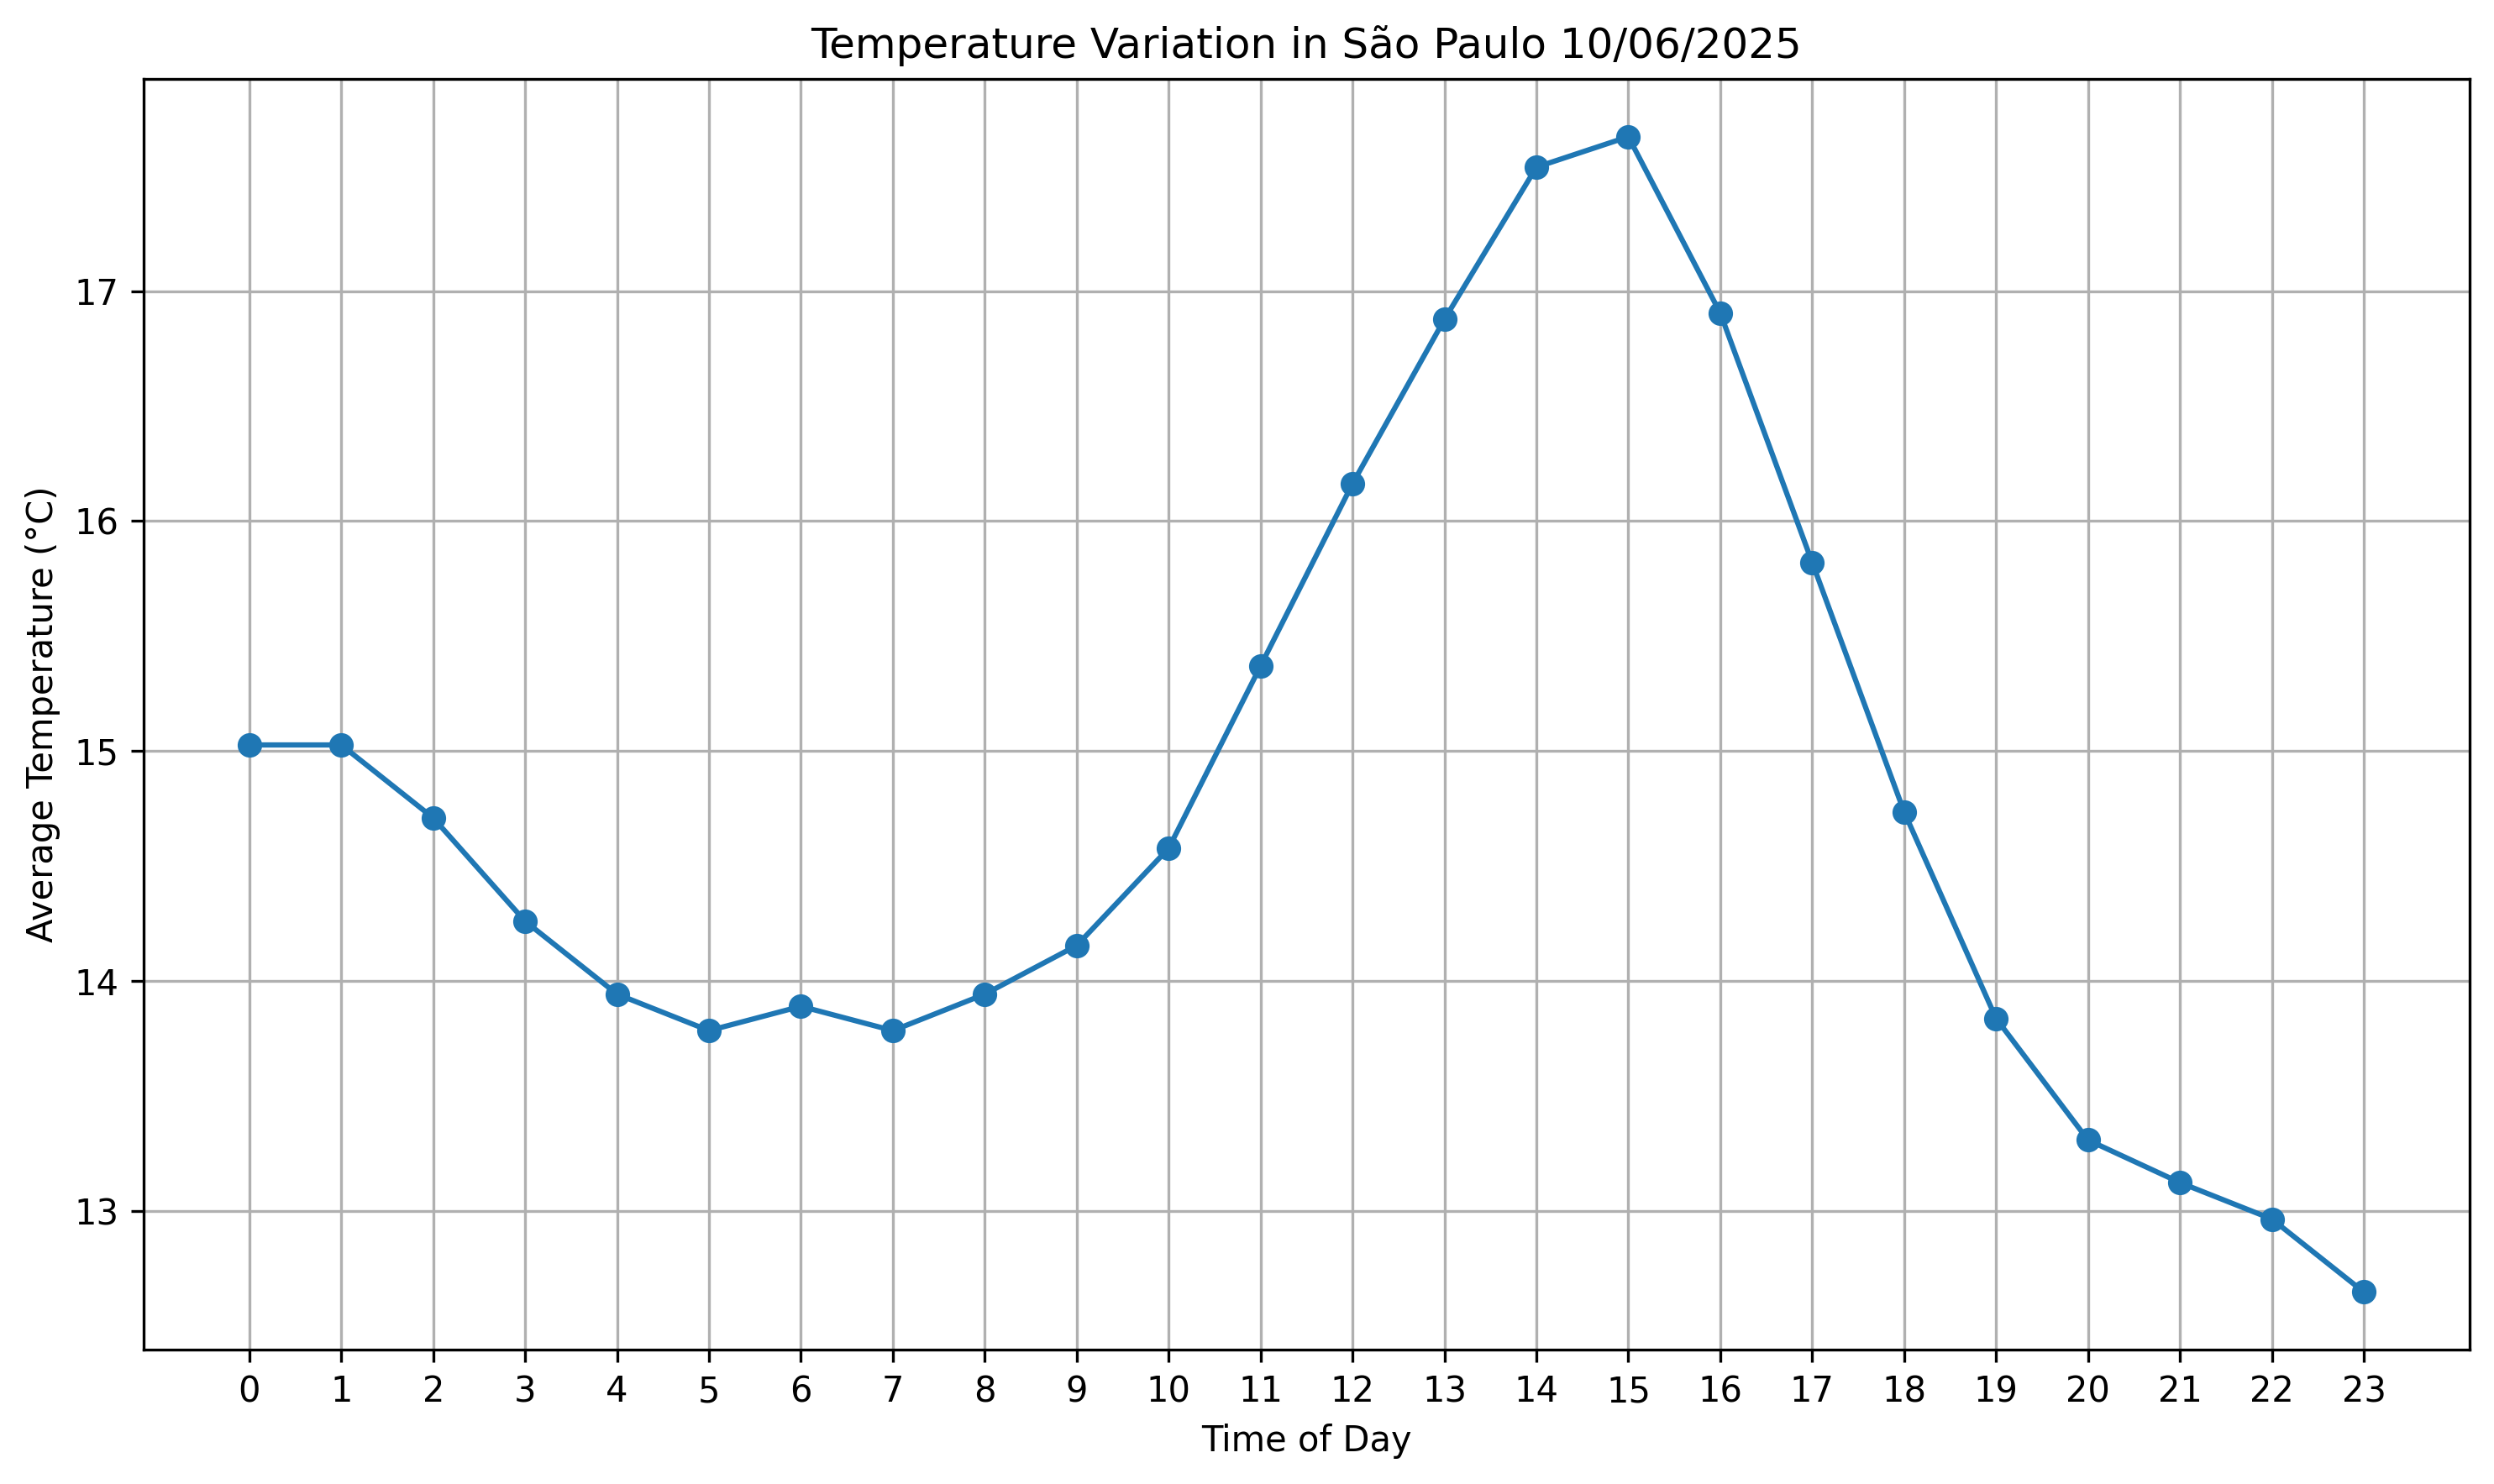 Temperature Variation in São Paulo 10/06/2025
Average Temperature (°C)
17
16
15
14
13
0 1 2 3 4 5 6 7 8 9 10 11 12 13 14 15 16 17 18 19 20 21 22 23
Time of Day